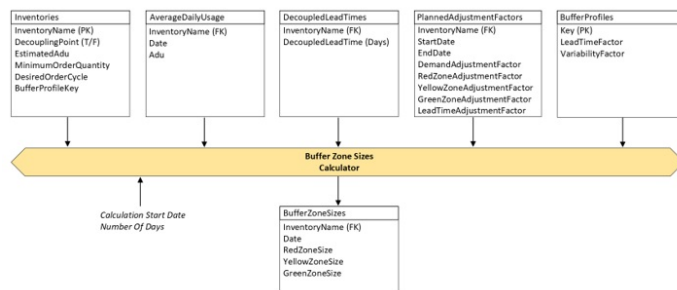 Inventories
InventoryName (PK)
DecouplingPoint (T/F)
EstimatedAdu
MinimumOrderQuantity
DesiredOrderCycle
BufferProfileKey
AverageDailyUsage
InventoryName (FK)
Date
Adu
DecoupledLeadTimes
InventoryName (FK)
DecoupledLeadTime (Days)
PlannedAdjustmentFactors
InventoryName (FK)
StartDate
EndDate
DemandAdjustmentFactor
RedZoneAdjustmentFactor
YellowZoneAdjustmentFactor
GreenZoneAdjustmentFactor
LeadTimeAdjustmentFactor
BufferProfiles
Key (PK)
LeadTimeFactor
VariabilityFactor
Buffer Zone Sizes
Calculator
Calculation Start Date
Number Of Days
BufferZoneSizes
InventoryName (FK)
Date
RedZoneSize
YellowZoneSize
GreenZoneSize